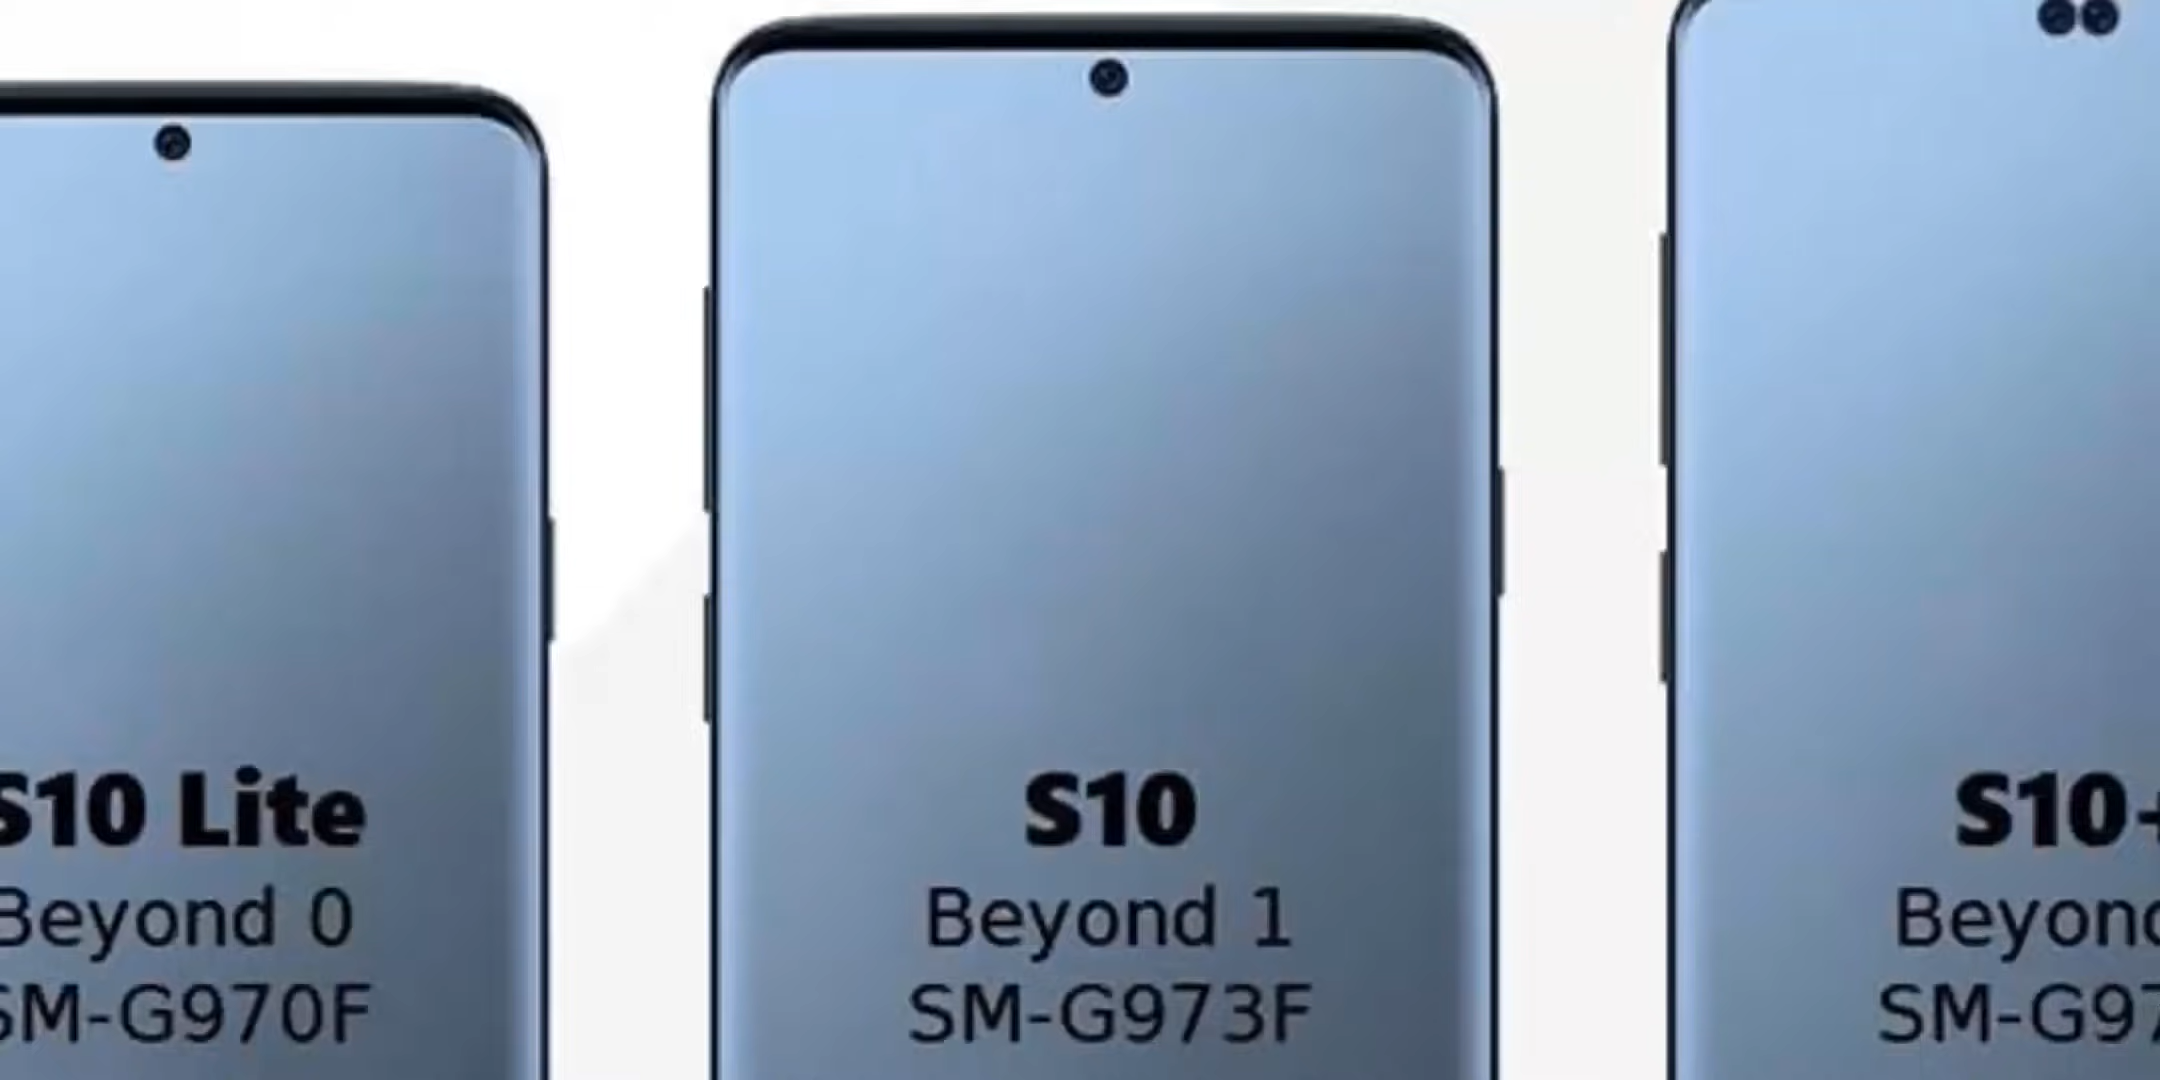 S10 Lite
Beyond 0
SM-G970F
S10
Beyond 1
SM-G973F
S10+
Beyond
SM-G97